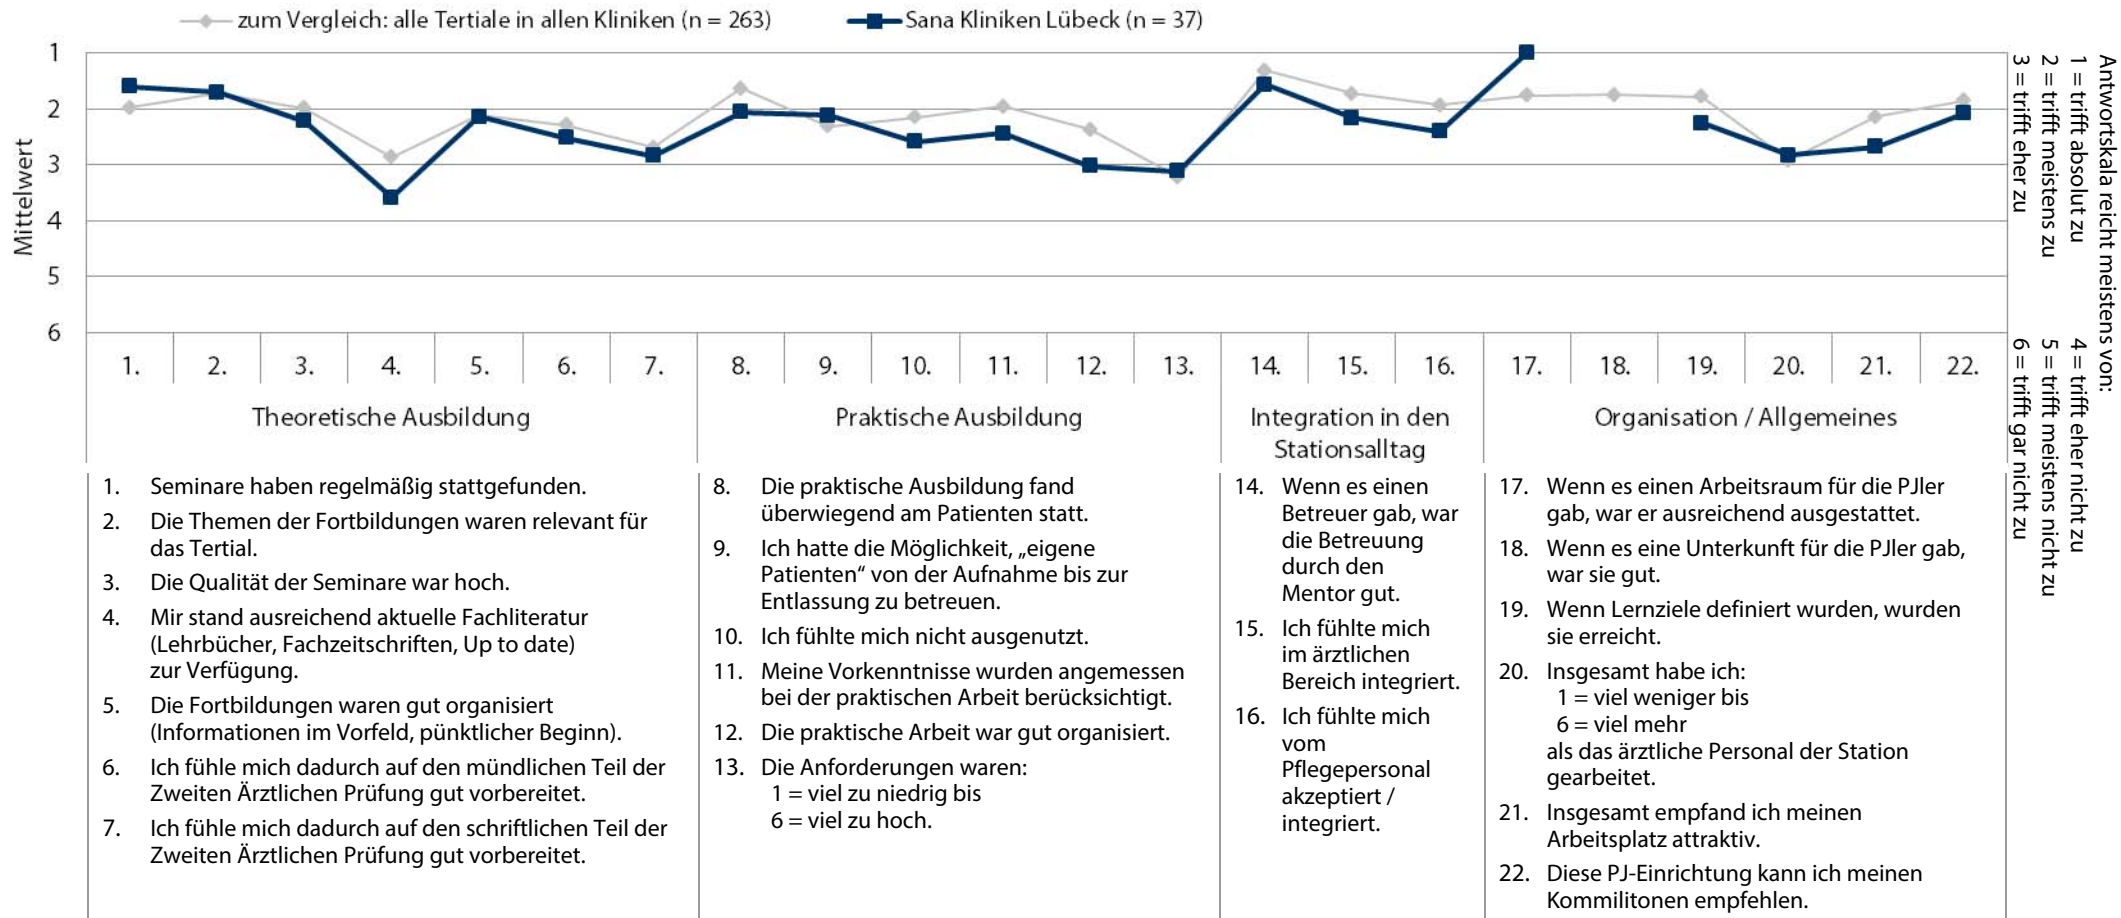 zum Vergleich: alle Tertiale in allen Kliniken (n = 263)
Sana Kliniken Lübeck (n = 37)
Mittelwert
1
2
3
4
5
6
1.
2.
3.
4.
5.
6.
7.
8.
9.
10.
11.
12.
13.
14.
15.
16.
17.
18.
19.
20.
21.
22.
Theoretische Ausbildung
Praktische Ausbildung
Integration in den
Stationsalltag
Organisation / Allgemeines
Antwortskala reicht meistens von:
1 = trifft absolut zu
2 = trifft meistens zu
3 = trifft eher zu
4 = trifft eher nicht zu
5 = trifft meistens nicht zu
6 = trifft gar nicht zu
1. Seminare haben regelmäßig stattgefunden.
2. Die Themen der Fortbildungen waren relevant für
das Tertial.
3. Die Qualität der Seminare war hoch.
4. Mir stand ausreichend aktuelle Fachliteratur
(Lehrbücher, Fachzeitschriften, Up to date)
zur Verfügung.
5. Die Fortbildungen waren gut organisiert
(Informationen im Vorfeld, pünktlicher Beginn).
6. Ich fühle mich dadurch auf den mündlichen Teil der
Zweiten Ärztlichen Prüfung gut vorbereitet.
7. Ich fühle mich dadurch auf den schriftlichen Teil der
Zweiten Ärztlichen Prüfung gut vorbereitet.
8. Die praktische Ausbildung fand
überwiegend am Patienten statt.
9. Ich hatte die Möglichkeit, „eigene
Patienten“ von der Aufnahme bis zur
Entlassung zu betreuen.
10. Ich fühlte mich nicht ausgenutzt.
11. Meine Vorkenntnisse wurden angemessen
bei der praktischen Arbeit berücksichtigt.
12. Die praktische Arbeit war gut organisiert.
13. Die Anforderungen waren:
1 = viel zu niedrig bis
6 = viel zu hoch.
14. Wenn es einen
Betreuer gab, war
die Betreuung
durch den
Mentor gut.
15. Ich fühlte mich
im ärztlichen
Bereich integriert.
16. Ich fühlte mich
vom
Pflegepersonal
akzeptiert /
integriert.
17. Wenn es einen Arbeitsraum für die PJler
gab, war er ausreichend ausgestattet.
18. Wenn es eine Unterkunft für die PJler gab,
war sie gut.
19. Wenn Lernziele definiert wurden, wurden
sie erreicht.
20. Insgesamt habe ich:
1 = viel weniger bis
6 = viel mehr
als das ärztliche Personal der Station
gearbeitet.
21. Insgesamt empfand ich meinen
Arbeitsplatz attraktiv.
22. Diese PJ-Einrichtung kann ich meinen
Kommilitonen empfehlen.